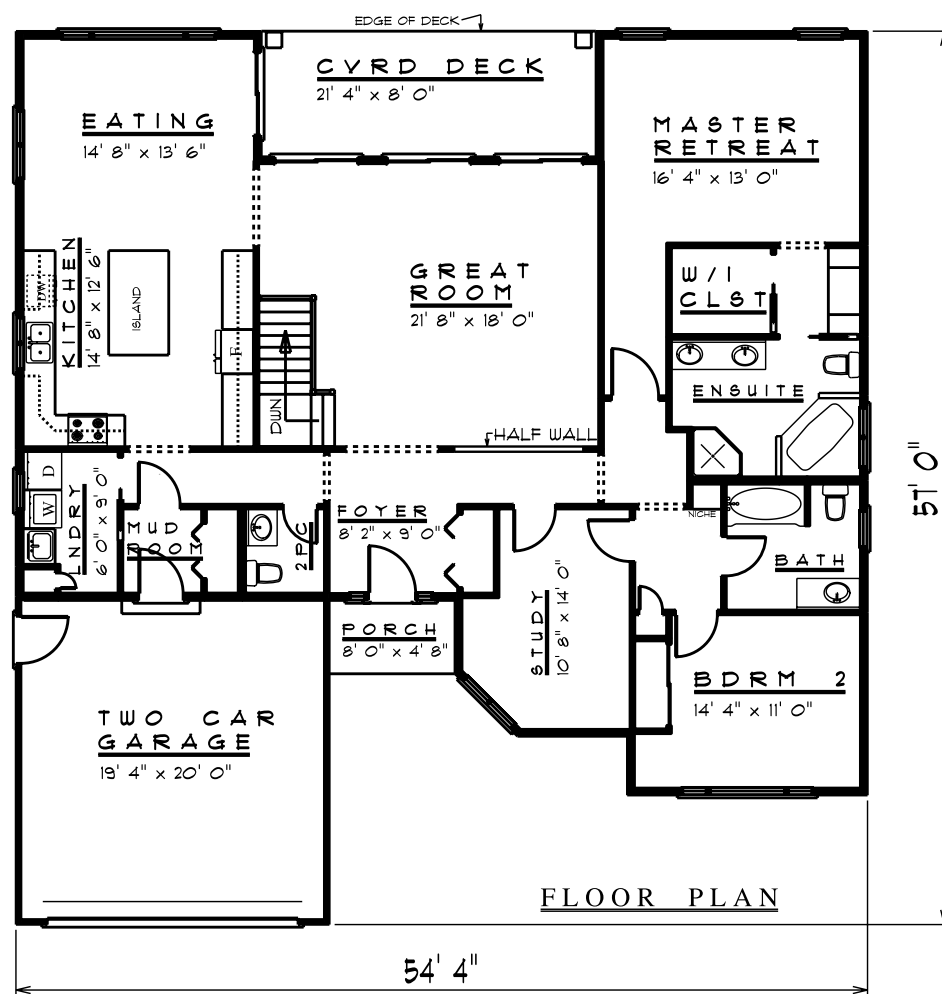 EDGE OF DECK
CVRD DECK
21' 4" x 8' 0"
EATING
14' 8" x 13' 6"
MASTER
RETREAT
16' 4" x 13' 0"
KITCHEN
14' 8" x 12' 6"
DW
ISLAND
F
GREAT
ROOM
21' 8" x 18' 0"
W/I
CLST
ENSUITE
DWN
HALF WALL
D
W
LNDRY
6' 0" x 9' 0"
MUD
ROOM
2 PC
FOYER
8' 2" x 9' 0"
NICHE
BATH
STUDY
10' 8" x 14' 0"
PORCH
8' 0" x 4' 8"
BDRM 2
14' 4" x 11' 0"
TWO CAR
GARAGE
19' 4" x 20' 0"
FLOOR PLAN
57' 0"
54' 4"